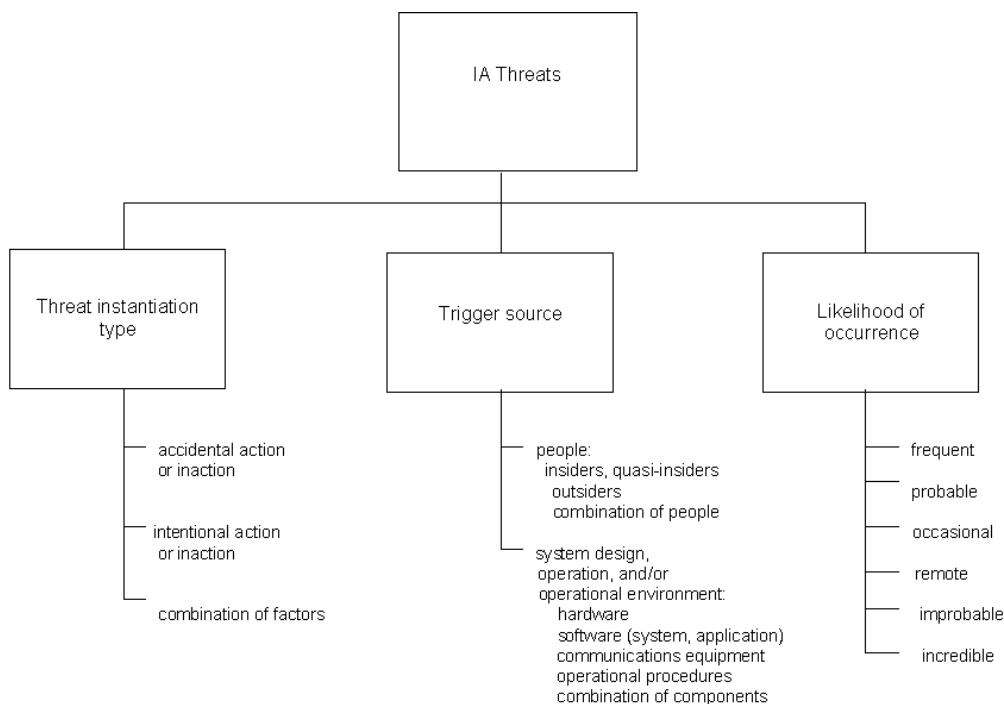 IA Threats
Threat instantiation
type
accidental action
or inaction
intentional action
or inaction
combination of factors
Trigger source
people:
insiders, quasi-insiders
outsiders
combination of people
system design,
operation, and/or
operational environment:
hardware
software (system, application)
communications equipment
operational procedures
combination of components
Likelihood of
occurrence
frequent
probable
occasional
remote
improbable
incredible